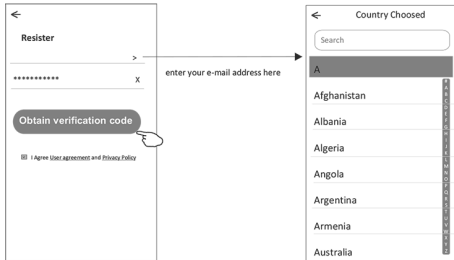 Resister
>
***********
X
Obtain verification code
I Agree User agreement and Privacy Policy
enter your e-mail address here
Country Choosed
Search
A
Afghanistan
Albania
Algeria
Angola
Argentina
Armenia
Australia
#
A
B
C
D
E
F
G
H
I
J
K
L
M
N
O
P
Q
R
S
T
U
V
W
X
Y
Z